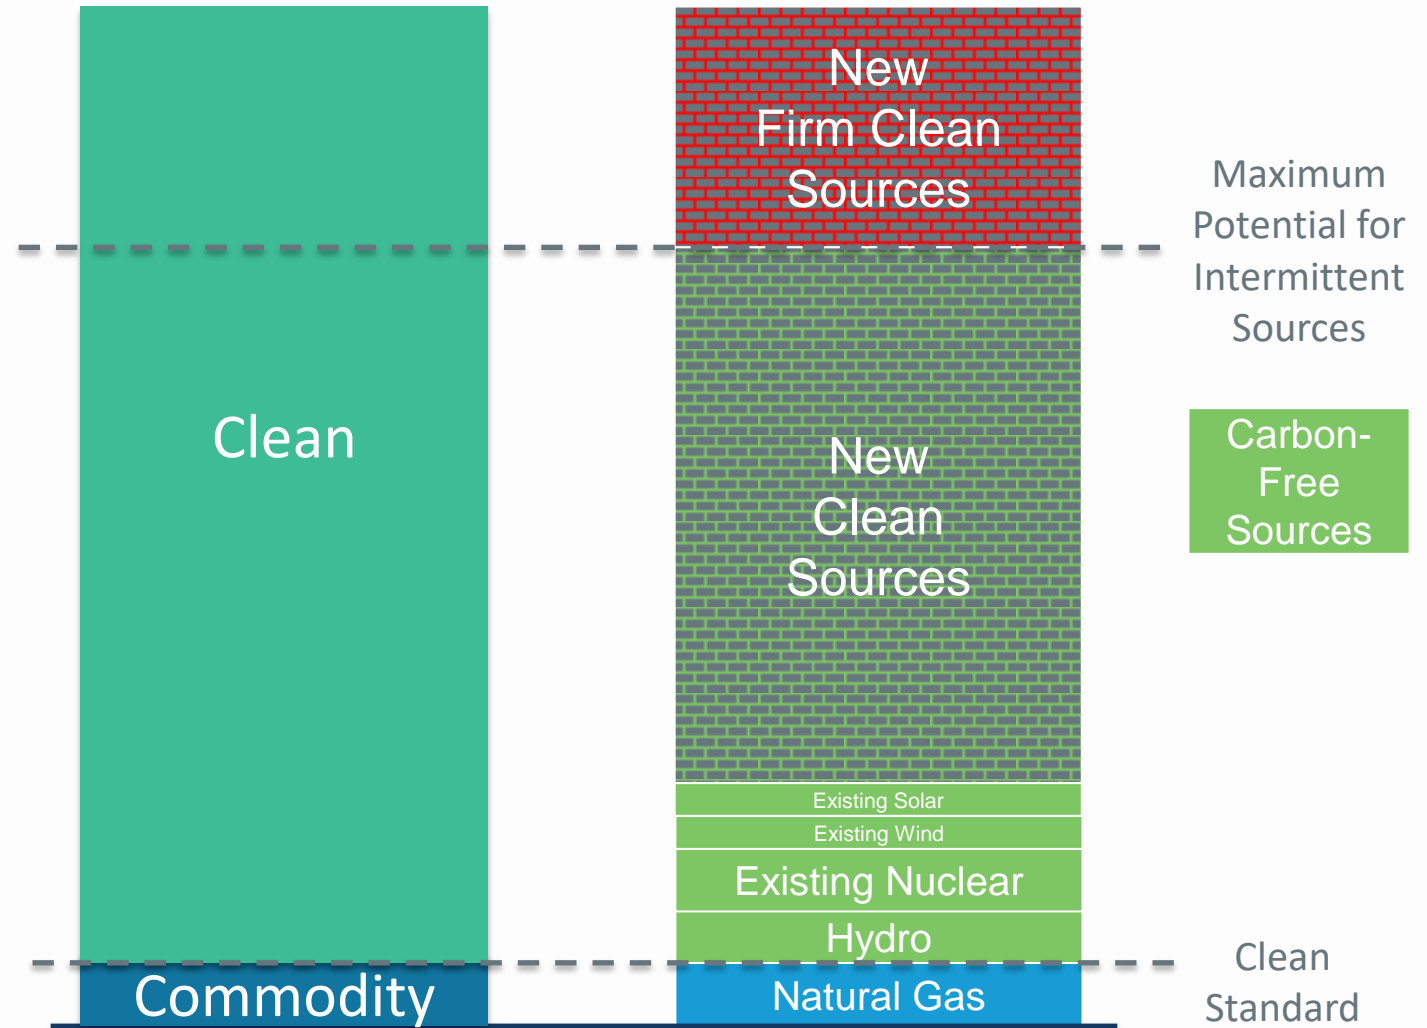 Clean
Commodity
New
Firm Clean
Sources
New
Clean
Sources
Existing Solar
Existing Wind
Existing Nuclear
Hydro
Natural Gas
Maximum
Potential for
Intermittent
Sources
Carbon-
Free
Sources
Clean
Standard